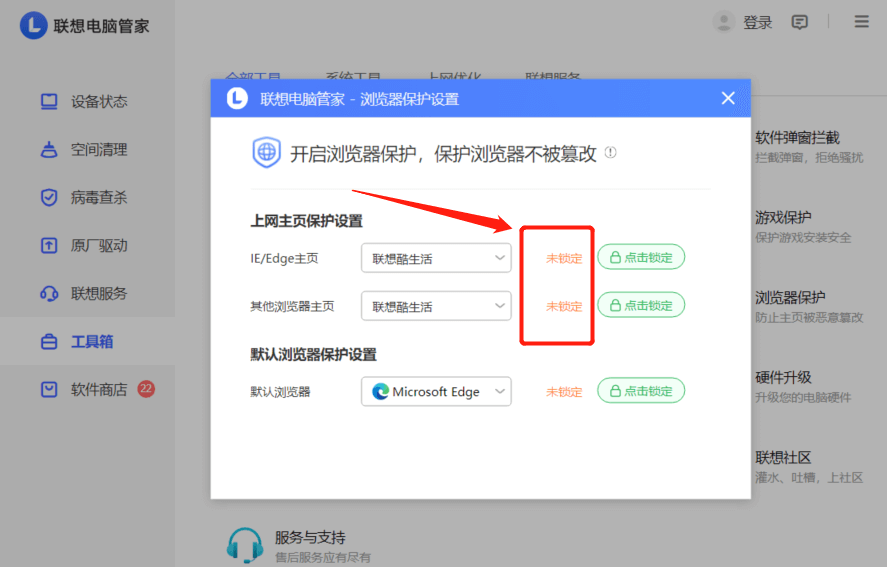 联想电脑管家
登录
设备状态
空间清理
病毒查杀
原厂驱动
联想服务
工具箱
软件商店 22
全部工具 系统工具 上网优化 联想服务
联想电脑管家 - 浏览器保护设置
开启浏览器保护，保护浏览器不被篡改
上网主页保护设置
IE/Edge主页 联想酷生活 未锁定 点击锁定
其他浏览器主页 联想酷生活 未锁定 点击锁定
默认浏览器保护设置
默认浏览器 Microsoft Edge 未锁定 点击锁定
软件弹窗拦截
拦截弹窗，拒绝骚扰
游戏保护
保护游戏安装安全
浏览器保护
防止主页被恶意篡改
硬件升级
升级您的电脑硬件
联想社区
灌水、吐槽，上社区
服务与支持
售后服务应有尽有